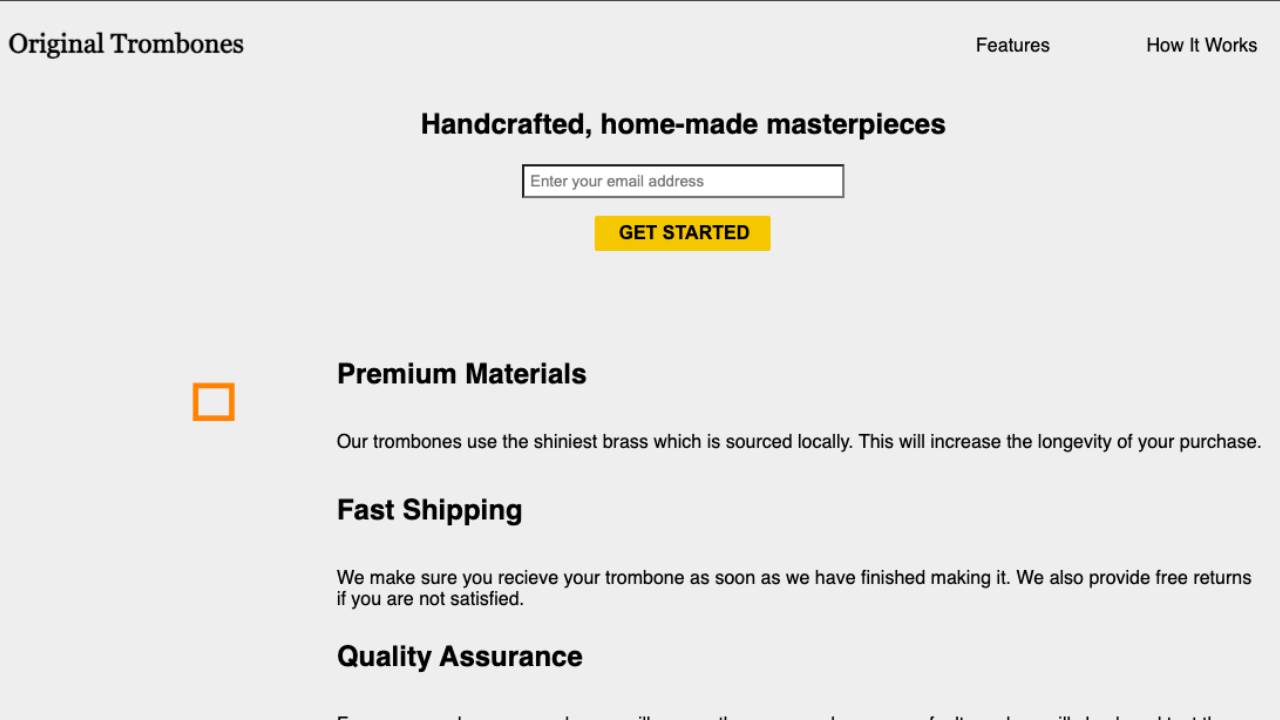 Original Trombones
Features
How It Works
Handcrafted, home-made masterpieces
Enter your email address
GET STARTED
Premium Materials
Our trombones use the shiniest brass which is sourced locally. This will increase the longevity of your purchase.
Fast Shipping
We make sure you recieve your trombone as soon as we have finished making it. We also provide free returns
if you are not satisfied.
Quality Assurance